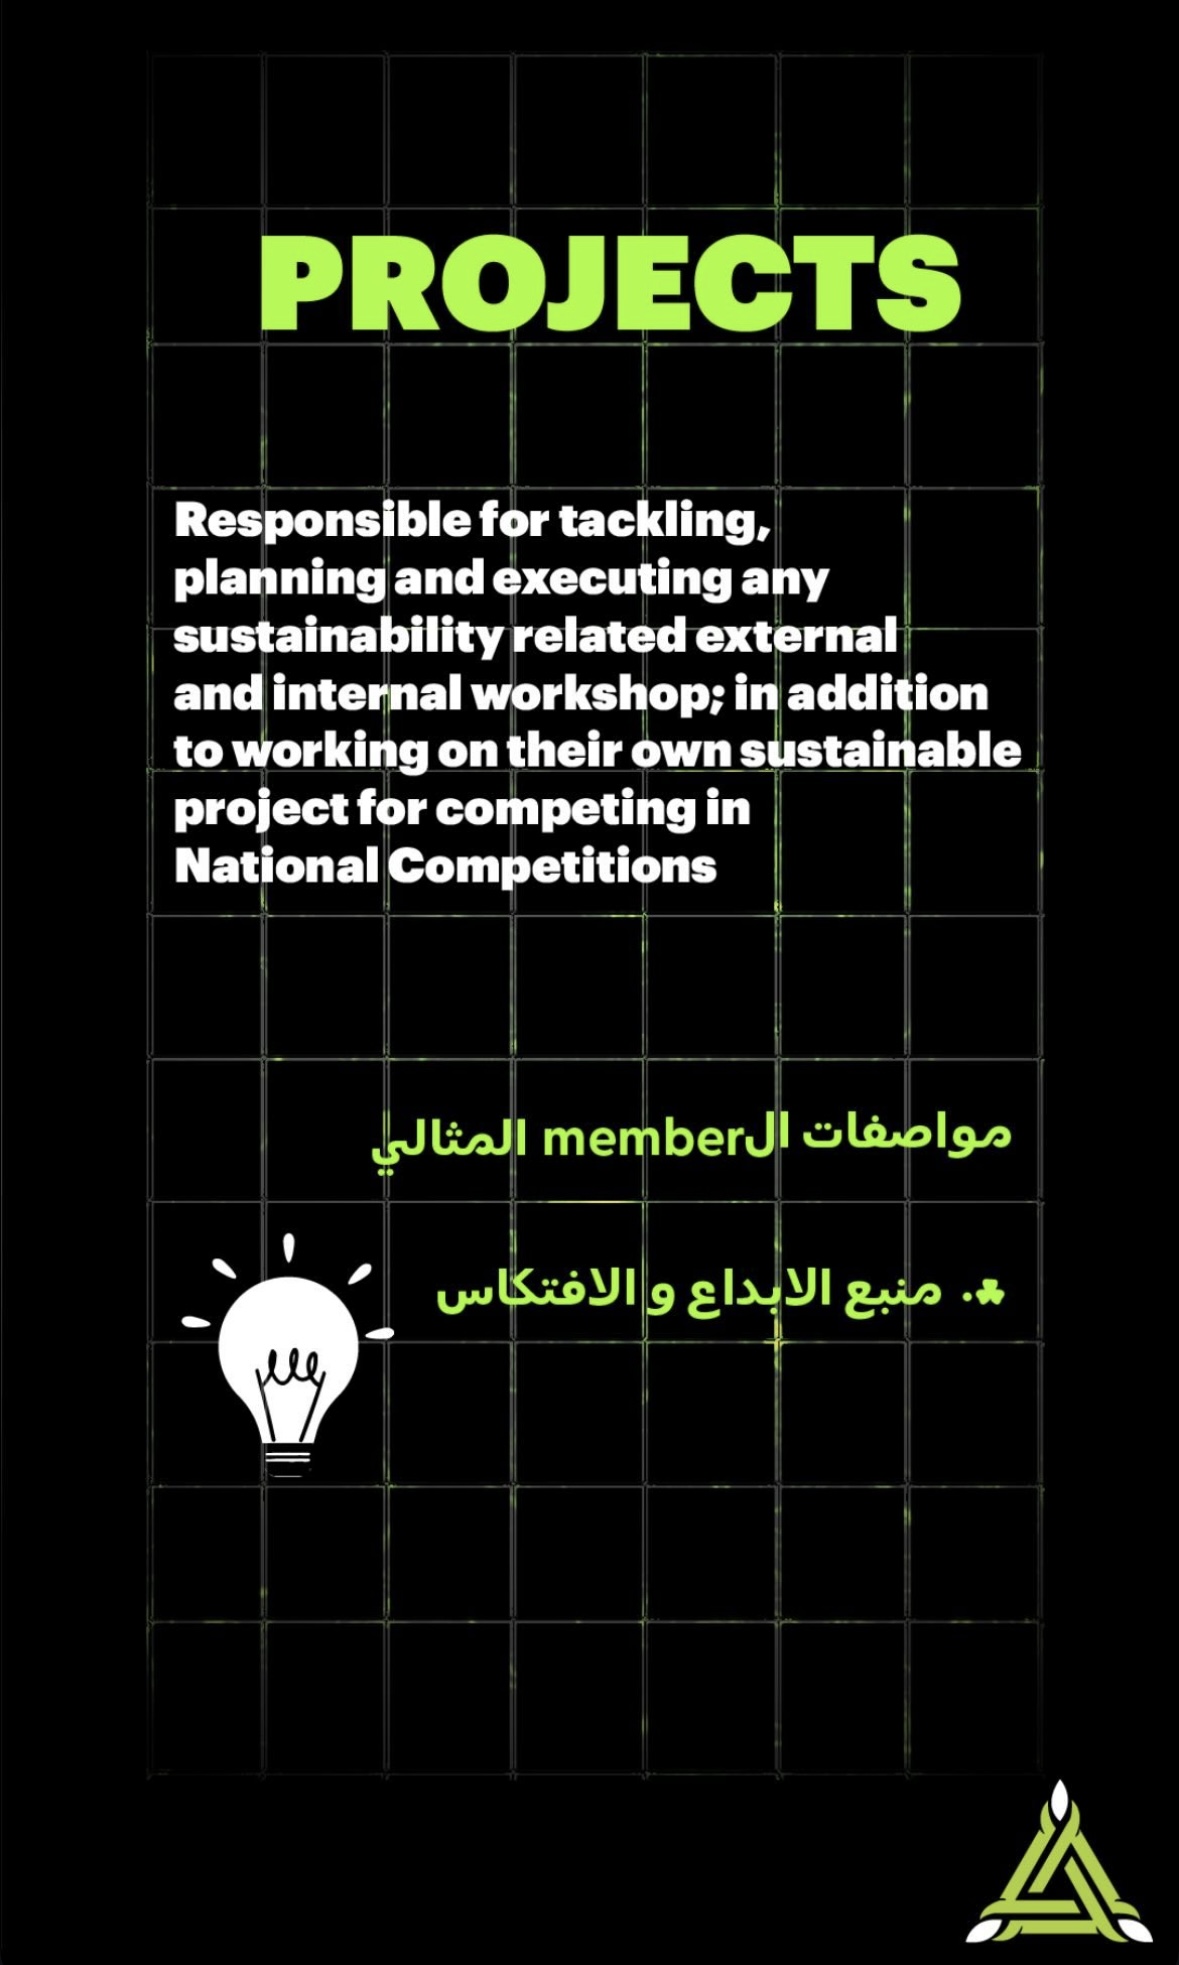 PROJECTS
Responsible for tackling,
planning and executing any
sustainability related external
and internal workshop; in addition
to working on their own sustainable
project for competing in
National Competitions
مواصفات الmember المثالي
☘. منبع الابداع و الافتكاس